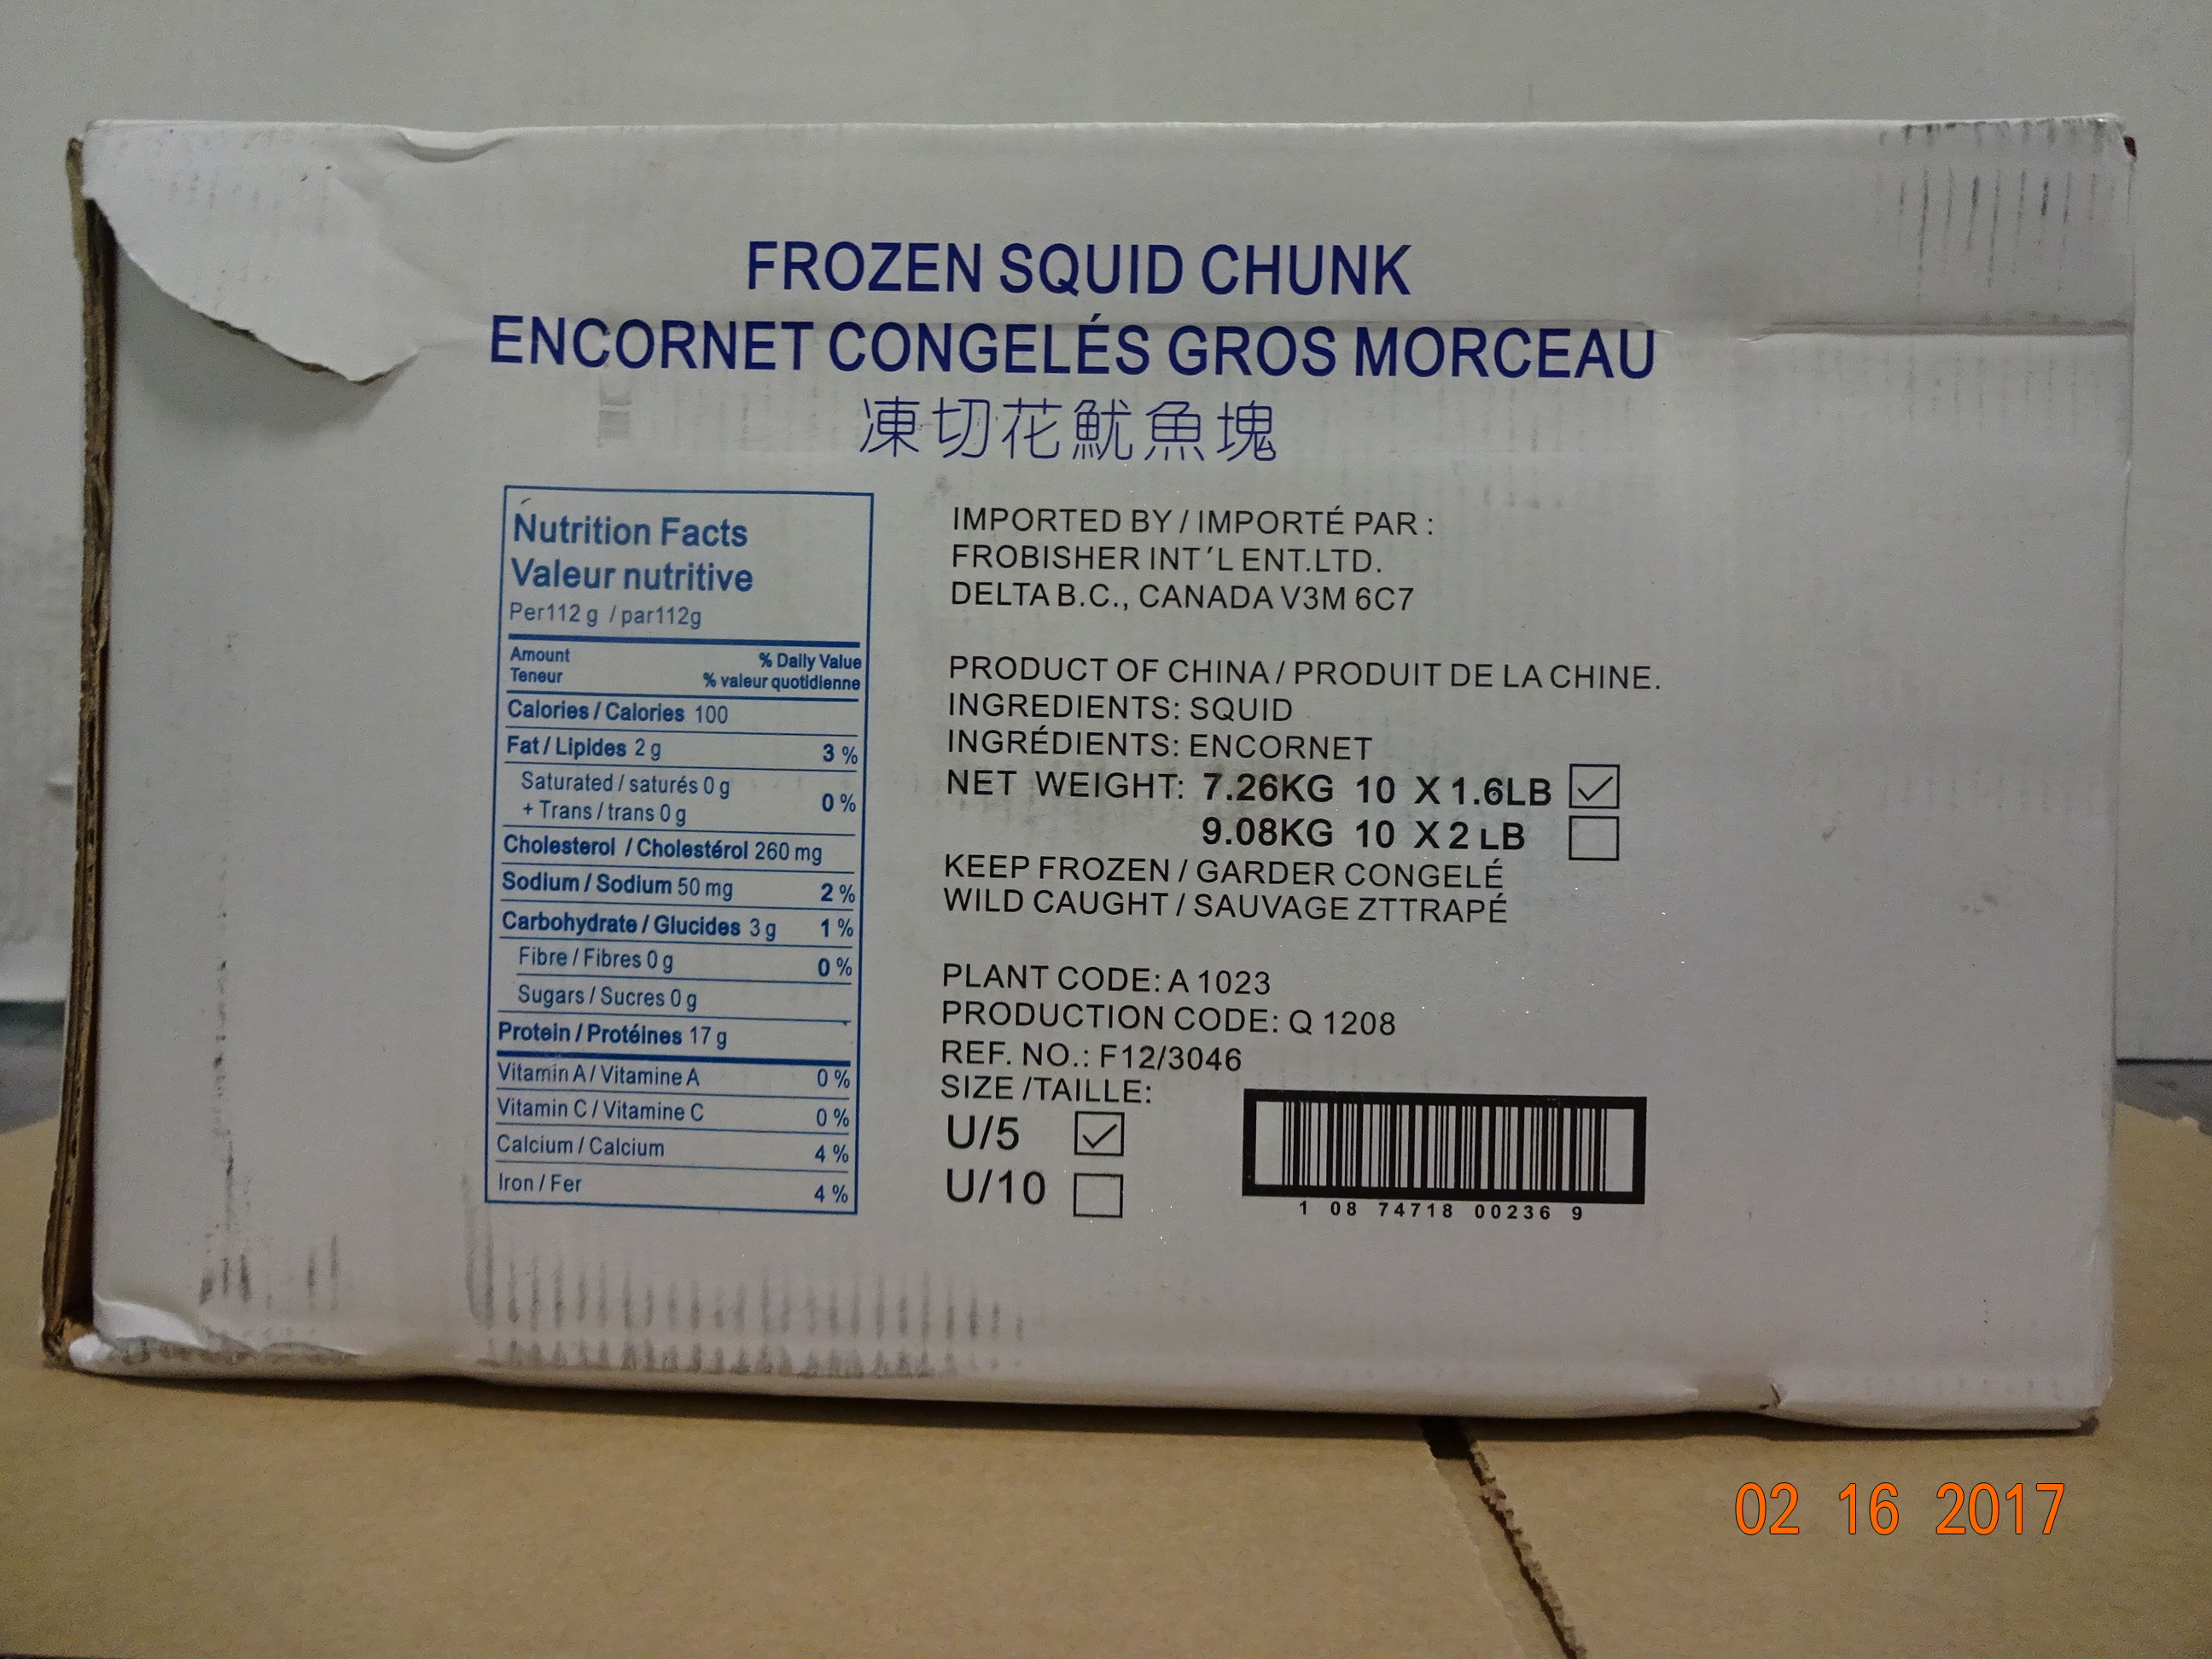 FROZEN SQUID CHUNK
ENCORNET CONGELÉS GROS MORCEAU
凍切花魷魚塊
Nutrition Facts
Valeur nutritive
Per112 g / par112g
Amount % Daily Value
Teneur % valeur quotidienne
Calories / Calories 100
Fat / Lipides 2 g 3 %
Saturated / saturés 0 g
+ Trans / trans 0 g 0 %
Cholesterol / Cholestérol 260 mg
Sodium / Sodium 50 mg 2 %
Carbohydrate / Glucides 3 g 1 %
Fibre / Fibres 0 g 0 %
Sugars / Sucres 0 g
Protein / Protéines 17 g
Vitamin A / Vitamine A 0 %
Vitamin C / Vitamine C 0 %
Calcium / Calcium 4 %
Iron / Fer 4 %
IMPORTED BY / IMPORTÉ PAR :
FROBISHER INT´L ENT.LTD.
DELTA B.C., CANADA V3M 6C7
PRODUCT OF CHINA / PRODUIT DE LA CHINE.
INGREDIENTS: SQUID
INGRÉDIENTS: ENCORNET
NET WEIGHT: 7.26KG 10 X 1.6LB
9.08KG 10 X 2 LB
KEEP FROZEN / GARDER CONGELÉ
WILD CAUGHT / SAUVAGE ZTTRAPÉ
PLANT CODE: A 1023
PRODUCTION CODE: Q 1208
REF. NO.: F12/3046
SIZE /TAILLE:
U/5
U/10
1 08 74718 00236 9
02 16 2017